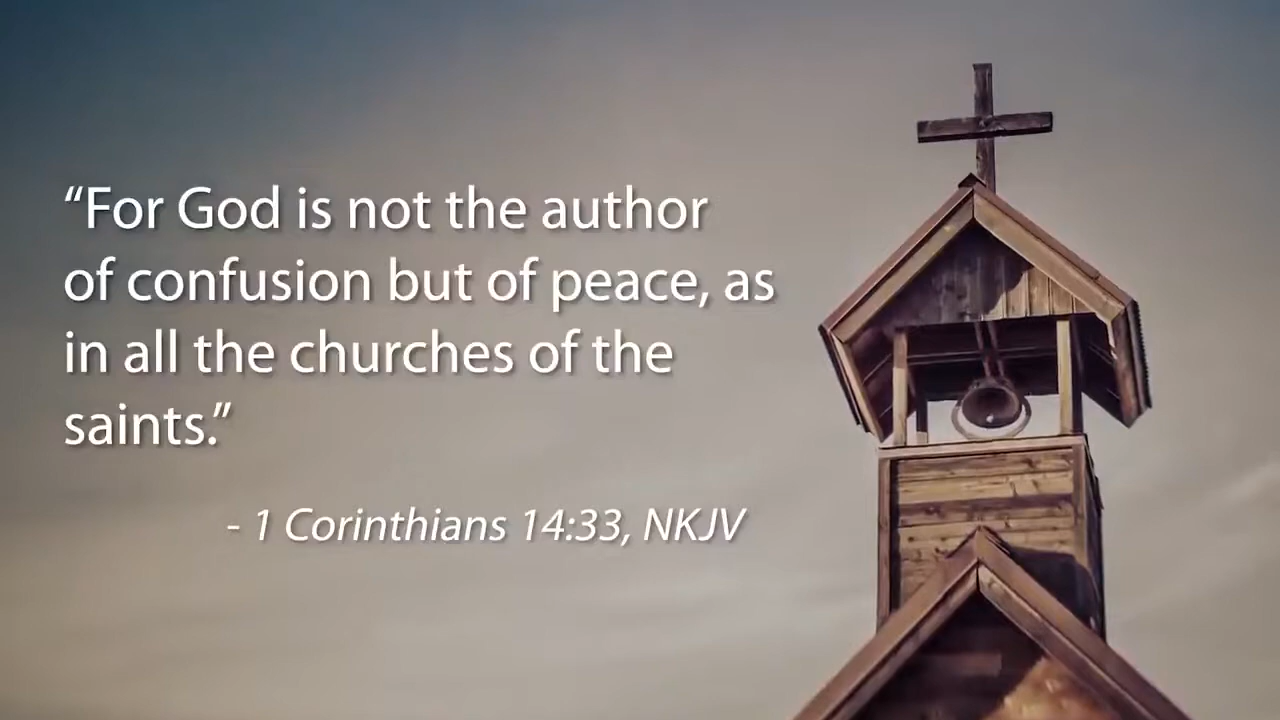 “For God is not the author
of confusion but of peace, as
in all the churches of the
saints.”
- 1 Corinthians 14:33, NKJV